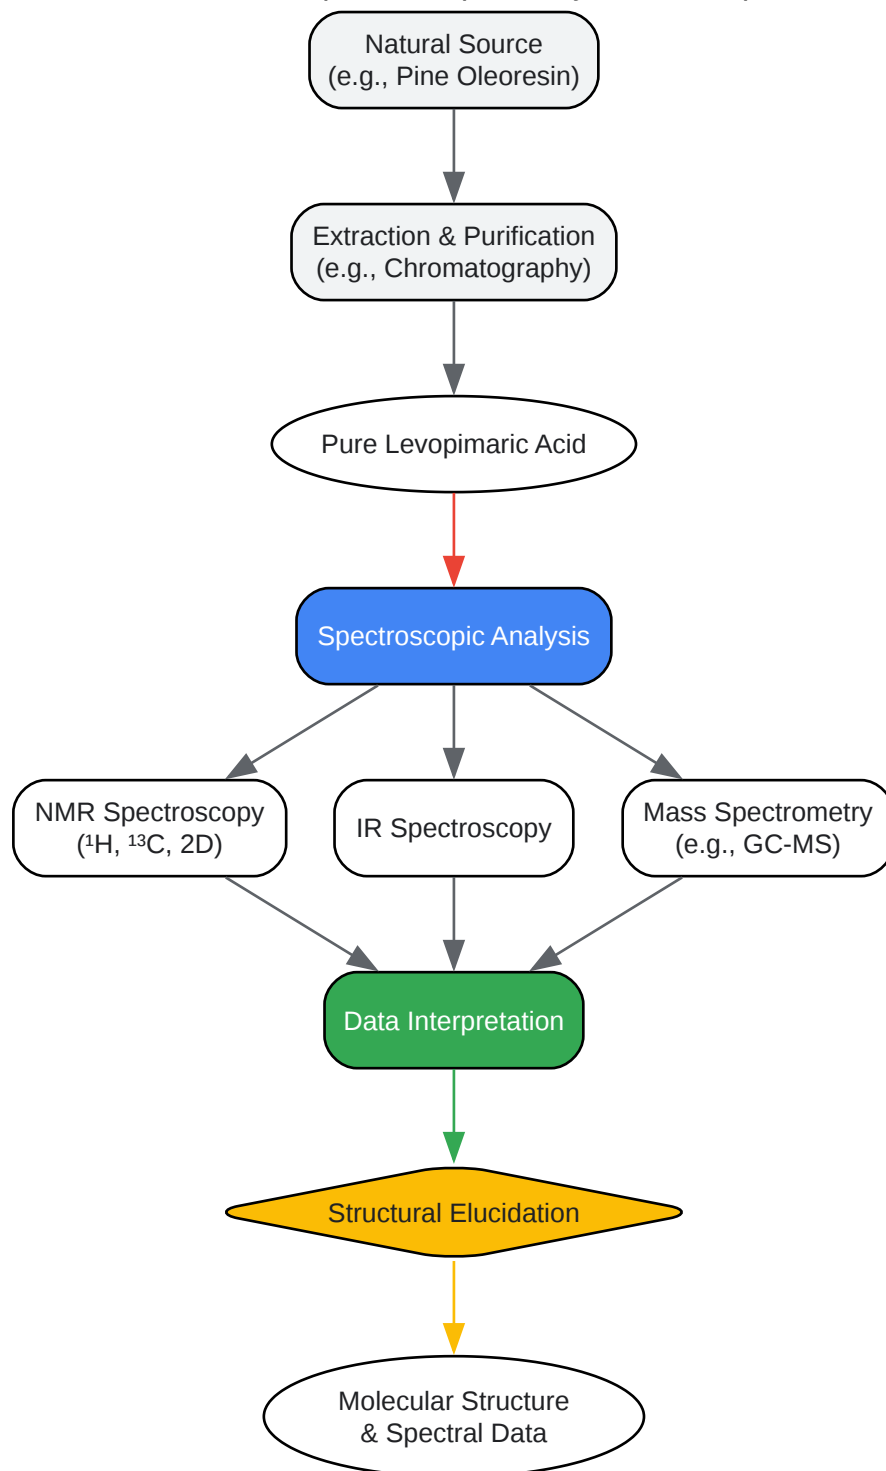 Natural Source
(e.g., Pine Oleoresin)
Extraction & Purification
(e.g., Chromatography)
Pure Levopimaric Acid
Spectroscopic Analysis
NMR Spectroscopy
(¹H, ¹³C, 2D)
IR Spectroscopy
Mass Spectrometry
(e.g., GC-MS)
Data Interpretation
Structural Elucidation
Molecular Structure
& Spectral Data